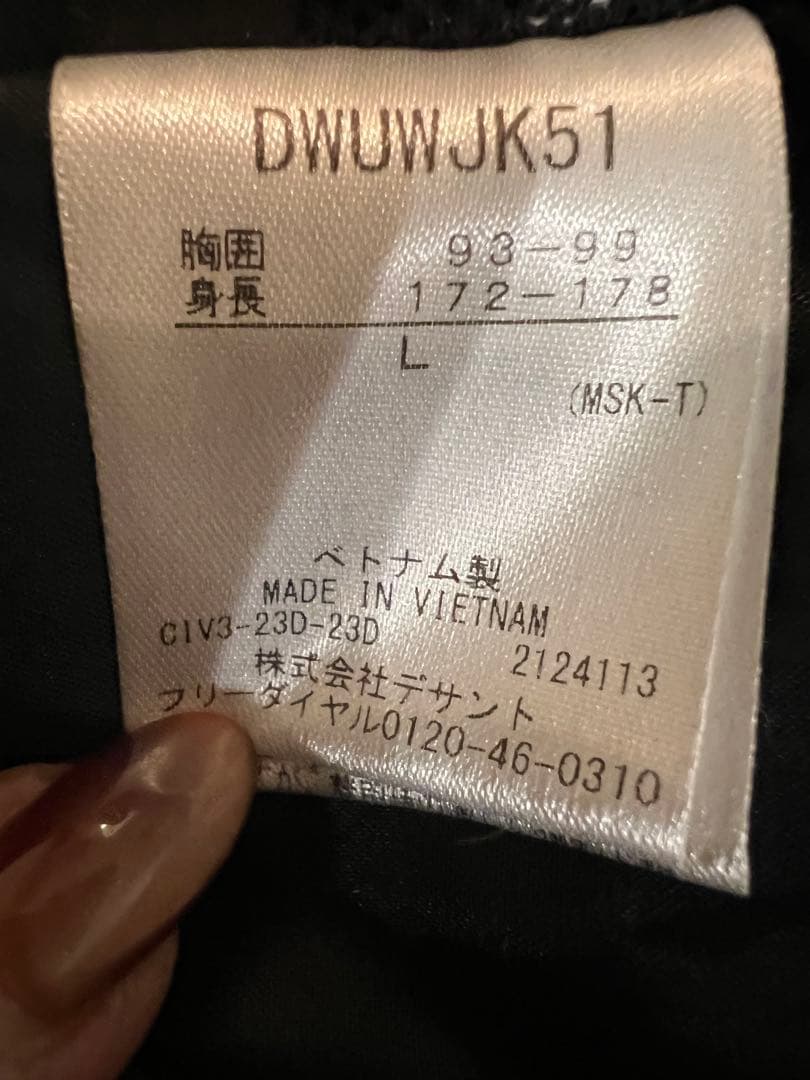 DWUWJK51
胸囲 93-99
身長 172-178
L
(MSK-T)
ベトナム製
MADE IN VIETNAM
CIV3-23D-23D
2124113
株式会社デサント
フリーダイヤル0120-46-0310